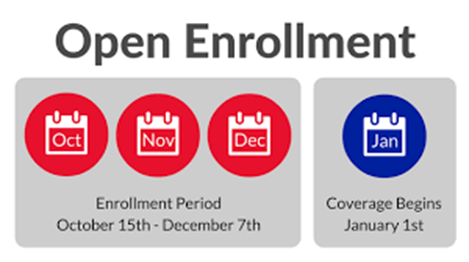 Open Enrollment
Oct
Nov
Dec
Enrollment Period
October 15th - December 7th
Jan
Coverage Begins
January 1st